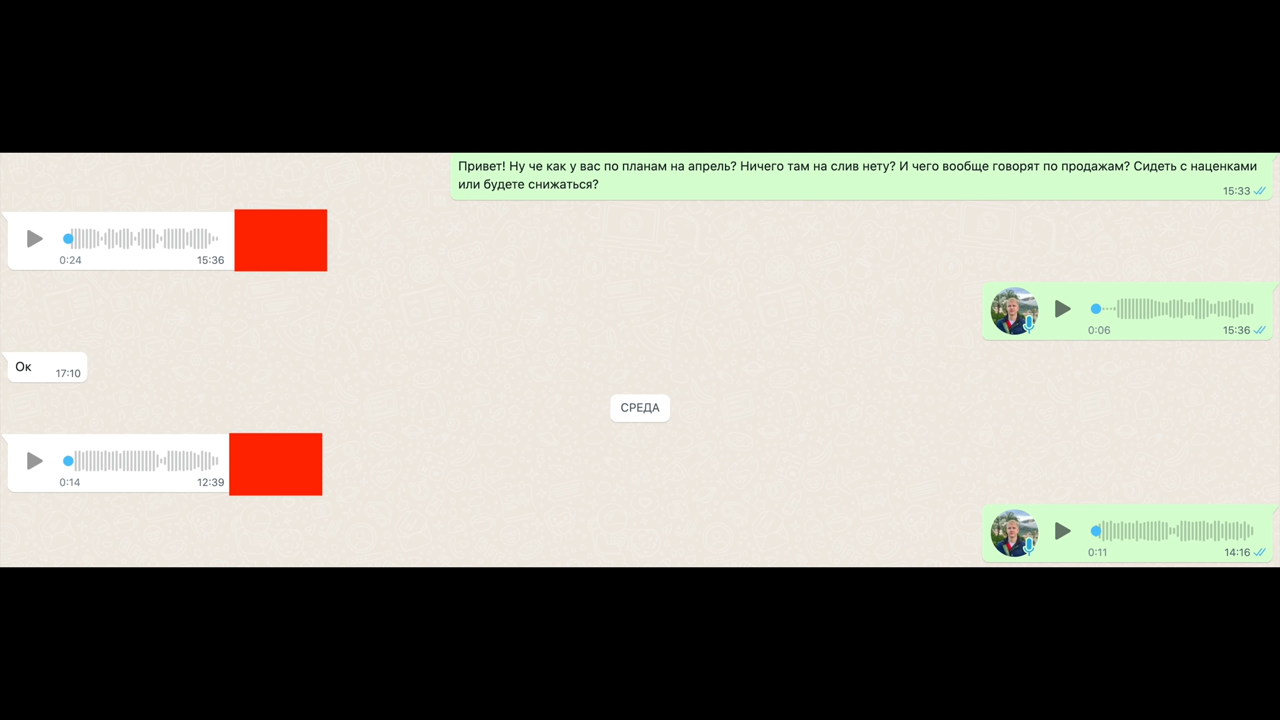 Привет! Ну че как у вас по планам на апрель? Ничего там на слив нету? И чего вообще говорят по продажам? Сидеть с наценками
или будете снижаться?
15:33
0:24 15:36
0:06 15:36
Ок 17:10
СРЕДА
0:14 12:39
0:11 14:16